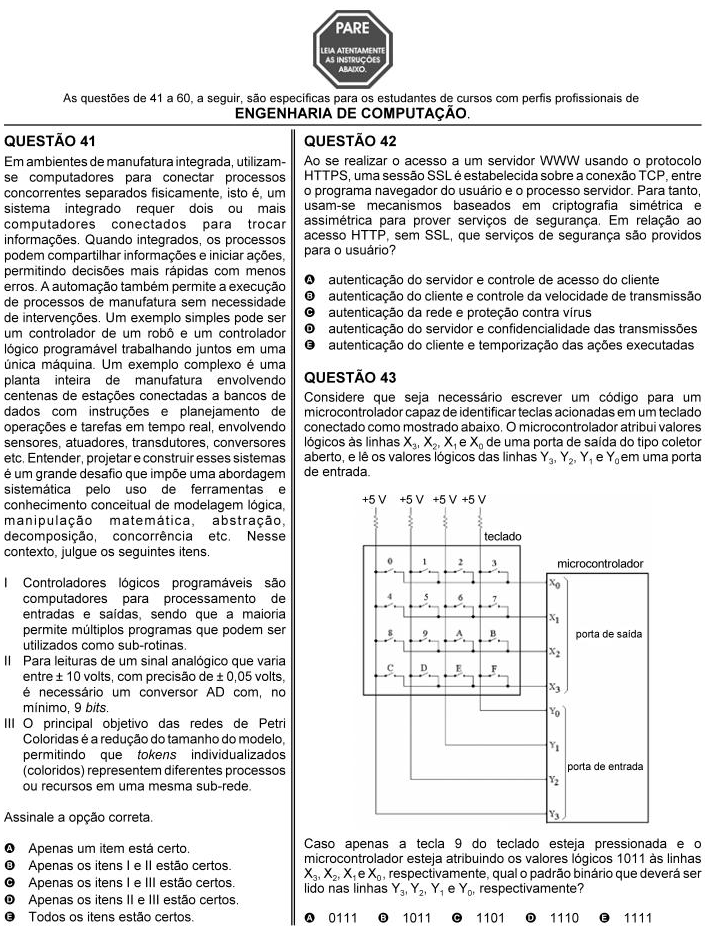 PARE
LEIA ATENTAMENTE
AS INSTRUÇÕES
ABAIXO.
As questões de 41 a 60, a seguir, são específicas para os estudantes de cursos com perfis profissionais de
ENGENHARIA DE COMPUTAÇÃO.
QUESTÃO 41
Em ambientes de manufatura integrada, utilizam-
se computadores para conectar processos
concorrentes separados fisicamente, isto é, um
sistema integrado requer dois ou mais
computadores conectados para trocar
informações. Quando integrados, os processos
podem compartilhar informações e iniciar ações,
permitindo decisões mais rápidas com menos
erros. A automação também permite a execução
de processos de manufatura sem necessidade
de intervenções. Um exemplo simples pode ser
um controlador de um robô e um controlador
lógico programável trabalhando juntos em uma
única máquina. Um exemplo complexo é uma
planta inteira de manufatura envolvendo
centenas de estações conectadas a bancos de
dados com instruções e planejamento de
operações e tarefas em tempo real, envolvendo
sensores, atuadores, transdutores, conversores
etc. Entender, projetar e construir esses sistemas
é um grande desafio que impõe uma abordagem
sistemática pelo uso de ferramentas e
conhecimento conceitual de modelagem lógica,
manipulação matemática, abstração,
decomposição, concorrência etc. Nesse
contexto, julgue os seguintes itens.
I Controladores lógicos programáveis são
computadores para processamento de
entradas e saídas, sendo que a maioria
permite múltiplos programas que podem ser
utilizados como sub-rotinas.
II Para leituras de um sinal analógico que varia
entre ± 10 volts, com precisão de ± 0,05 volts,
é necessário um conversor AD com, no
mínimo, 9 bits.
III O principal objetivo das redes de Petri
Coloridas é a redução do tamanho do modelo,
permitindo que tokens individualizados
(coloridos) representem diferentes processos
ou recursos em uma mesma sub-rede.
Assinale a opção correta.
A Apenas um item está certo.
B Apenas os itens I e II estão certos.
C Apenas os itens I e III estão certos.
D Apenas os itens II e III estão certos.
E Todos os itens estão certos.
QUESTÃO 42
Ao se realizar o acesso a um servidor WWW usando o protocolo
HTTPS, uma sessão SSL é estabelecida sobre a conexão TCP, entre
o programa navegador do usuário e o processo servidor. Para tanto,
usam-se mecanismos baseados em criptografia simétrica e
assimétrica para prover serviços de segurança. Em relação ao
acesso HTTP, sem SSL, que serviços de segurança são providos
para o usuário?
A autenticação do servidor e controle de acesso do cliente
B autenticação do cliente e controle da velocidade de transmissão
C autenticação da rede e proteção contra vírus
D autenticação do servidor e confidencialidade das transmissões
E autenticação do cliente e temporização das ações executadas
QUESTÃO 43
Considere que seja necessário escrever um código para um
microcontrolador capaz de identificar teclas acionadas em um teclado
conectado como mostrado abaixo. O microcontrolador atribui valores
lógicos às linhas X₃, X₂, X₁ e X₀ de uma porta de saída do tipo coletor
aberto, e lê os valores lógicos das linhas Y₃, Y₂, Y₁ e Y₀ em uma porta
de entrada.
+5 V +5 V +5 V +5 V
teclado
0 1 2 3
microcontrolador
X₀
4 5 6 7
X₁
porta de saída
8 9 A B
X₂
C D E F
X₃
Y₀
Y₁
porta de entrada
Y₂
Y₃
Caso apenas a tecla 9 do teclado esteja pressionada e o
microcontrolador esteja atribuindo os valores lógicos 1011 às linhas
X₃, X₂, X₁ e X₀, respectivamente, qual o padrão binário que deverá ser
lido nas linhas Y₃, Y₂, Y₁ e Y₀, respectivamente?
A 0111 B 1011 C 1101 D 1110 E 1111